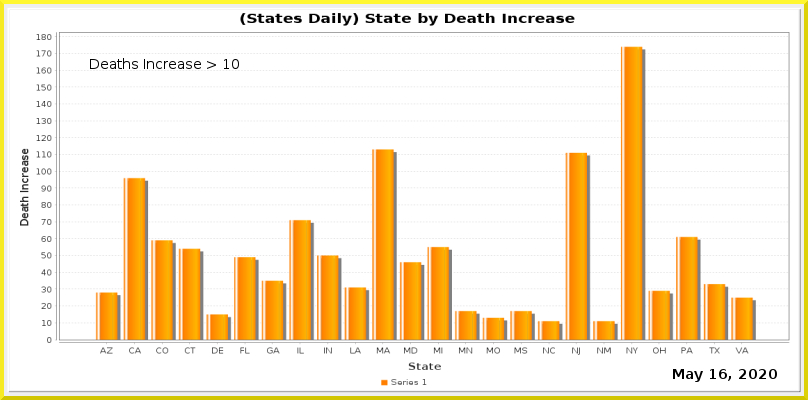 (States Daily) State by Death Increase
Deaths Increase > 10
Death Increase
180
170
160
150
140
130
120
110
100
90
80
70
60
50
40
30
20
10
0
AZ CA CO CT DE FL GA IL IN LA MA MD MI MN MO MS NC NJ NM NY OH PA TX VA
State
Series 1
May 16, 2020